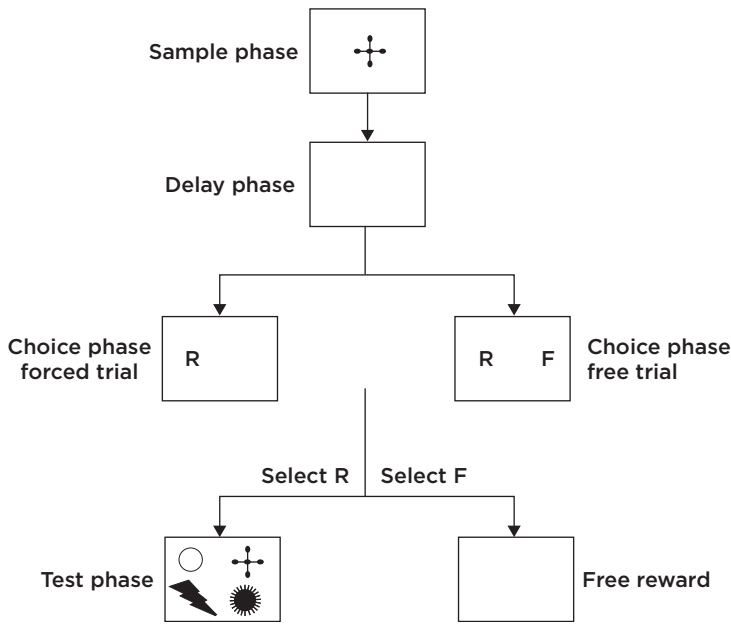 Sample phase
Delay phase
Choice phase
forced trial
R
R F
Choice phase
free trial
Select R
Select F
Test phase
Free reward